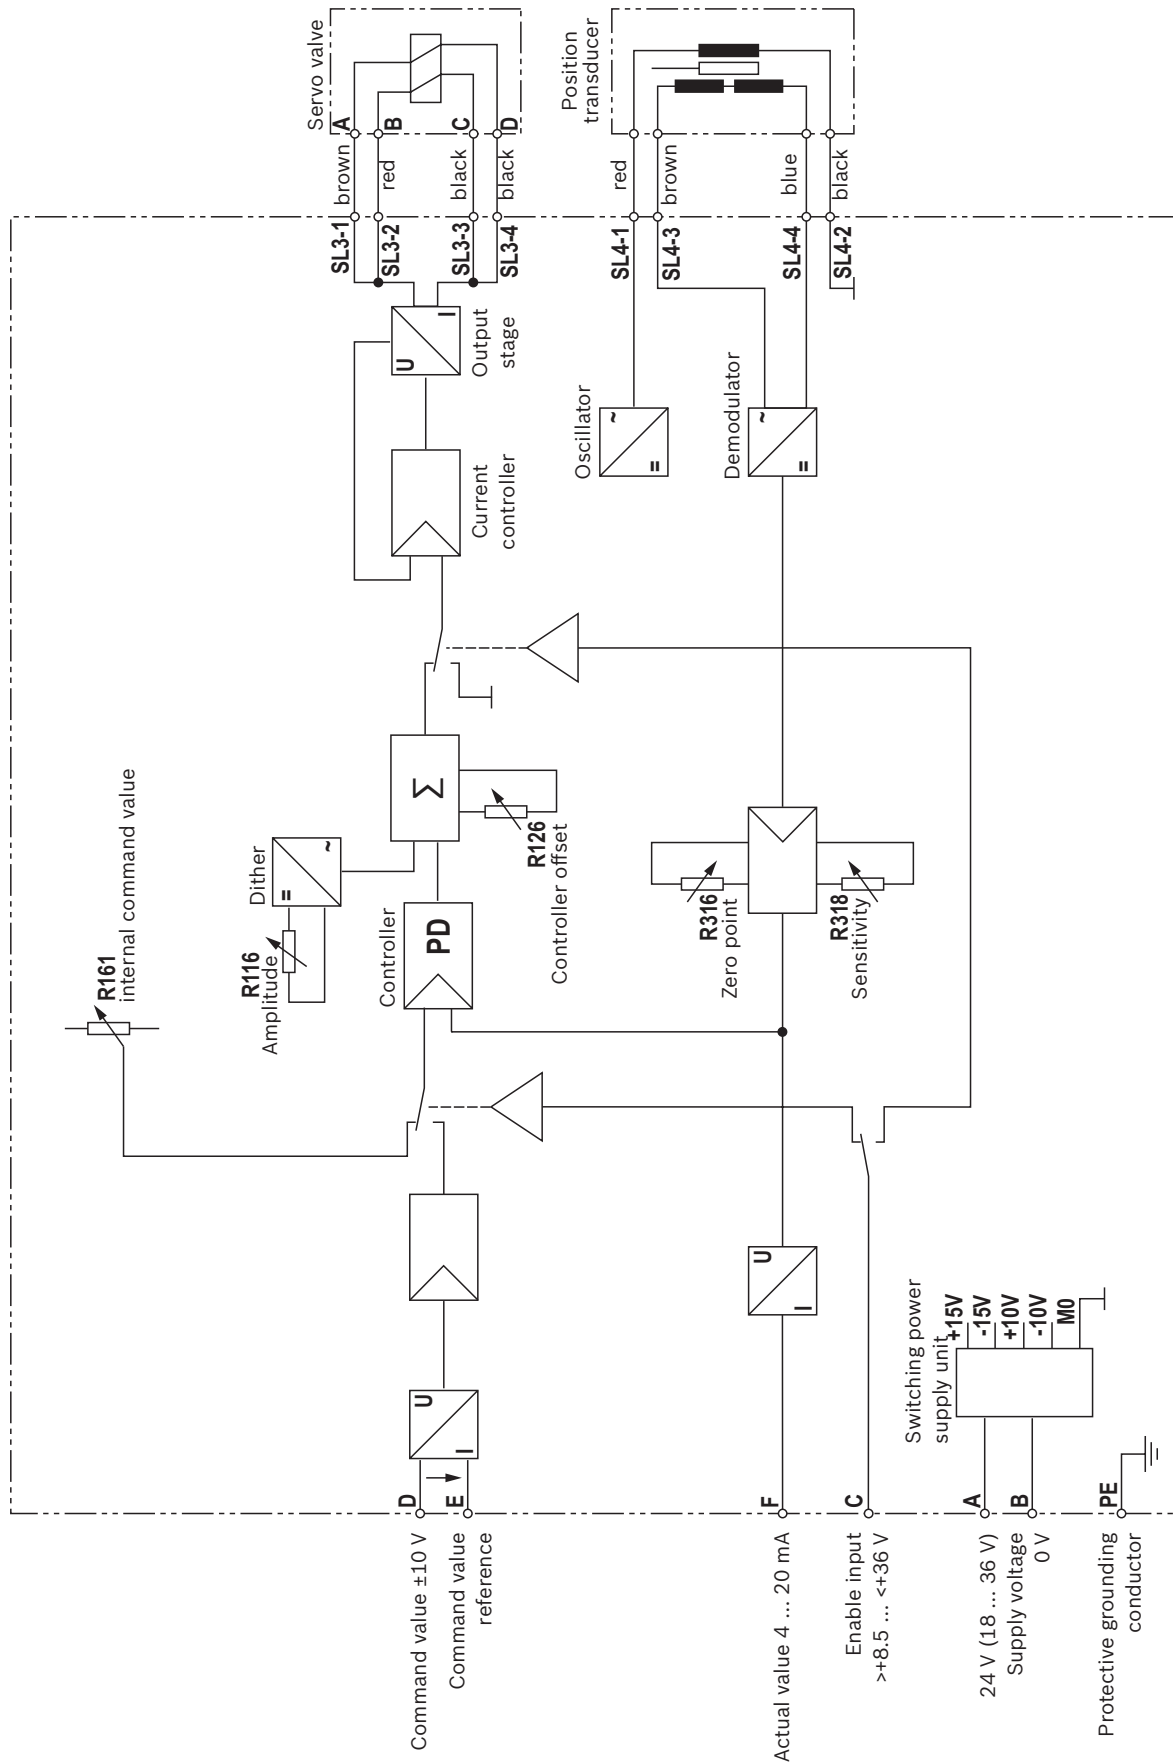 Servo valve
A
B
C
D
brown
red
black
black
SL3-1
SL3-2
SL3-3
SL3-4
Position
transducer
red
brown
blue
black
SL4-1
SL4-3
SL4-4
SL4-2
U
I
Output
stage
Current
controller
Oscillator
~
=
Demodulator
~
=
R161
internal command value
Dither
=
~
R116
Amplitude
Σ
R126
Controller offset
Controller
PD
R316
Zero point
R318
Sensitivity
U
I
U
I
Switching power
supply unit
+15V
-15V
+10V
-10V
M0
D
E
F
C
A
B
PE
Command value ±10 V
Command value
reference
Actual value 4 ... 20 mA
Enable input
>+8.5 ... <+36 V
24 V (18 ... 36 V)
Supply voltage
0 V
Protective grounding
conductor